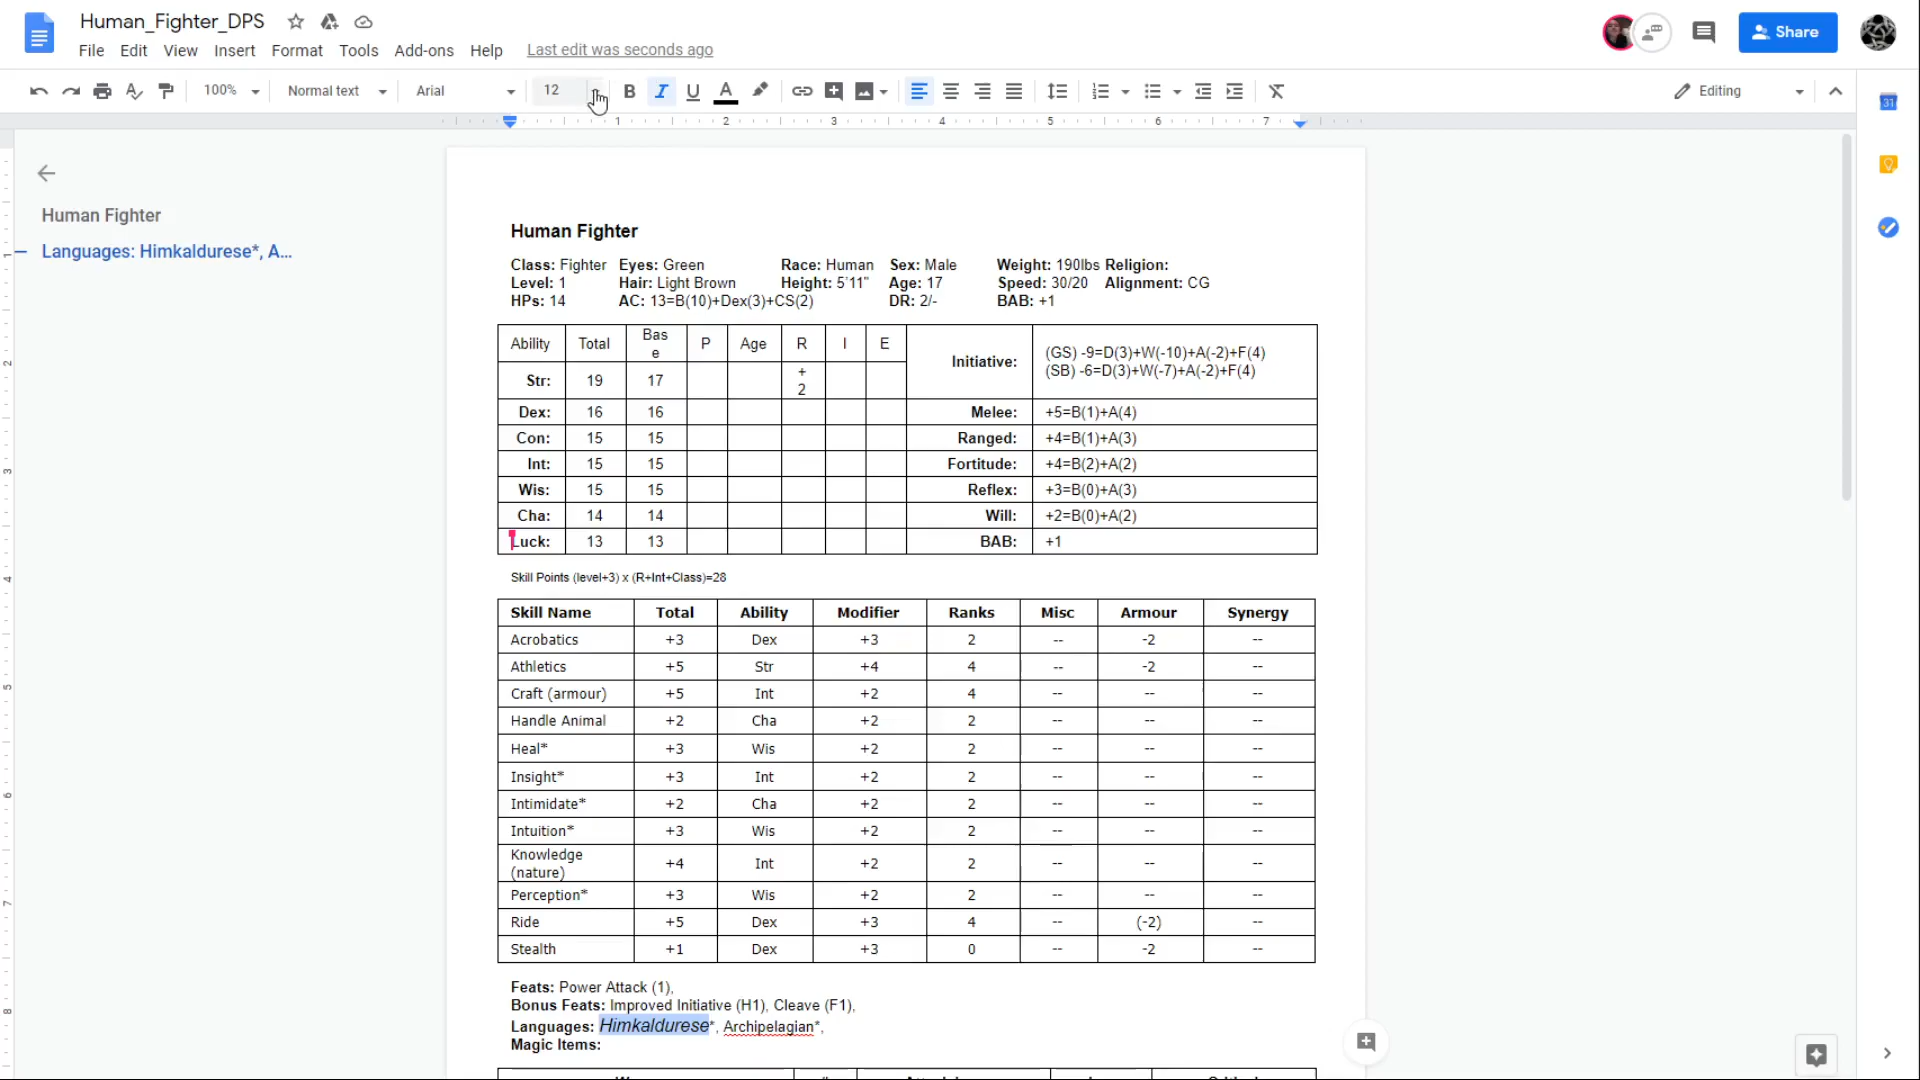 Human_Fighter_DPS
File Edit View Insert Format Tools Add-ons Help Last edit was seconds ago
Share
100% Normal text Arial 12 B I U A Editing
31
1 2 3 4 5 6 7
Human Fighter
Languages: Himkaldurese*, A...
Human Fighter
Class: Fighter Eyes: Green Race: Human Sex: Male Weight: 190lbs Religion:
Level: 1 Hair: Light Brown Height: 5'11" Age: 17 Speed: 30/20 Alignment: CG
HPs: 14 AC: 13=B(10)+Dex(3)+CS(2) DR: 2/- BAB: +1
Ability Total Base P Age R I E Initiative: (GS) -9=D(3)+W(-10)+A(-2)+F(4)
(SB) -6=D(3)+W(-7)+A(-2)+F(4)
Str: 19 17 +2
Dex: 16 16 Melee: +5=B(1)+A(4)
Con: 15 15 Ranged: +4=B(1)+A(3)
Int: 15 15 Fortitude: +4=B(2)+A(2)
Wis: 15 15 Reflex: +3=B(0)+A(3)
Cha: 14 14 Will: +2=B(0)+A(2)
Luck: 13 13 BAB: +1
Skill Points (level+3) x (R+Int+Class)=28
Skill Name Total Ability Modifier Ranks Misc Armour Synergy
Acrobatics +3 Dex +3 2 -- -2 --
Athletics +5 Str +4 4 -- -2 --
Craft (armour) +5 Int +2 4 -- -- --
Handle Animal +2 Cha +2 2 -- -- --
Heal* +3 Wis +2 2 -- -- --
Insight* +3 Int +2 2 -- -- --
Intimidate* +2 Cha +2 2 -- -- --
Intuition* +3 Wis +2 2 -- -- --
Knowledge (nature) +4 Int +2 2 -- -- --
Perception* +3 Wis +2 2 -- -- --
Ride +5 Dex +3 4 -- (-2) --
Stealth +1 Dex +3 0 -- -2 --
Feats: Power Attack (1),
Bonus Feats: Improved Initiative (H1), Cleave (F1),
Languages: Himkaldurese*, Archipelagian*,
Magic Items: